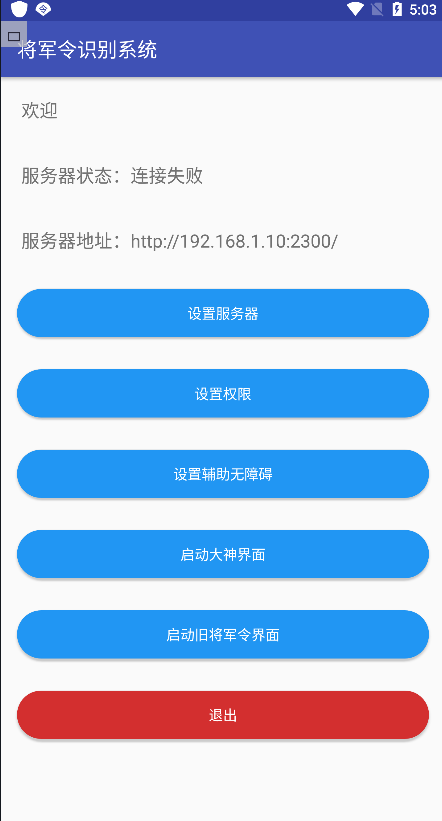 5:03
将军令识别系统
欢迎
服务器状态：连接失败
服务器地址：http://192.168.1.10:2300/
设置服务器
设置权限
设置辅助无障碍
启动大神界面
启动旧将军令界面
退出